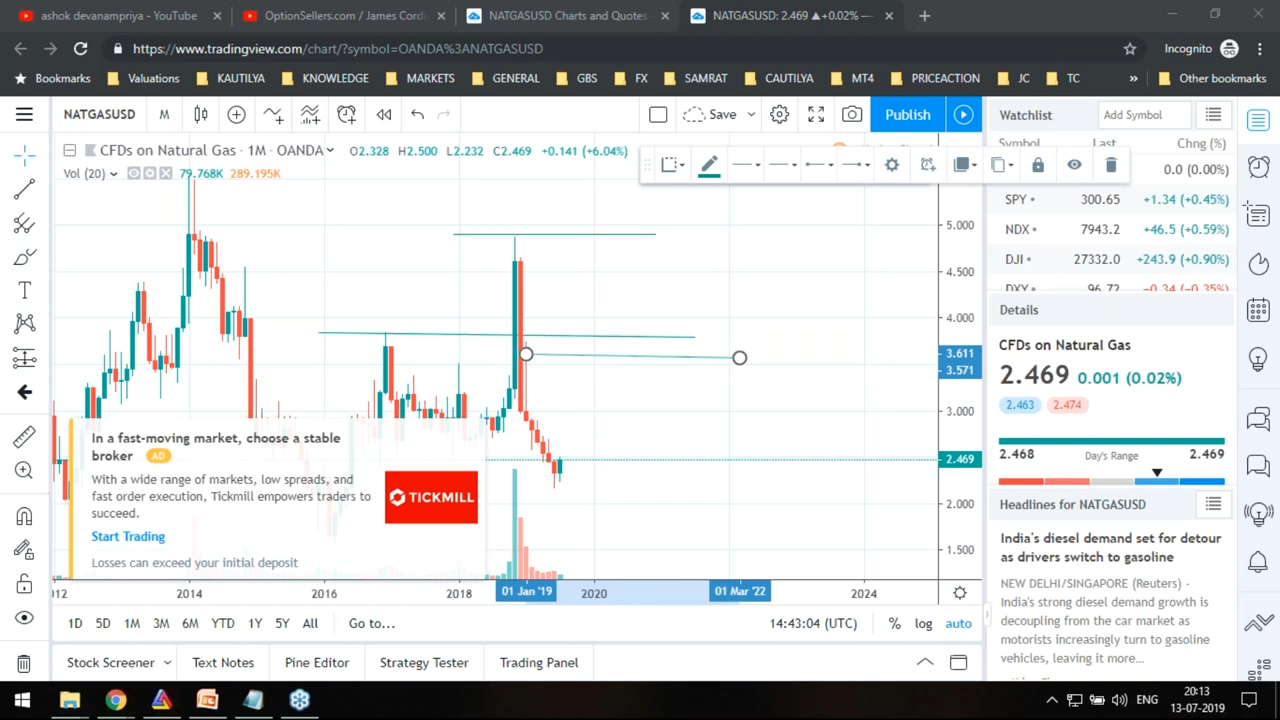 ashok devanampriya - YouTube
OptionSellers.com / James Cordi
NATGASUSD Charts and Quotes -
NATGASUSD: 2.469 ▲+0.02% —
https://www.tradingview.com/chart/?symbol=OANDA%3ANATGASUSD
Incognito
Bookmarks
Valuations
KAUTILYA
KNOWLEDGE
MARKETS
GENERAL
GBS
FX
SAMRAT
CAUTILYA
MT4
PRICEACTION
JC
TC
»
Other bookmarks
NATGASUSD
M
Save
Publish
Watchlist
Add Symbol
CFDs on Natural Gas · 1M · OANDA
O2.328 H2.500 L2.232 C2.469 +0.141 (+6.04%)
Vol (20) 79.768K 289.195K
Symbol Last Chng (%)
0.0 (0.00%)
SPY 300.65 +1.34 (+0.45%)
NDX 7943.2 +46.5 (+0.59%)
DJI 27332.0 +243.9 (+0.90%)
DXY 96.72 −0.34 (−0.35%)
5.000
4.500
4.000
3.611
3.571
3.000
2.469
2.000
1.500
Details
CFDs on Natural Gas
2.469 0.001 (0.02%)
2.463 2.474
2.468 Day's Range 2.469
Headlines for NATGASUSD
India's diesel demand set for detour
as drivers switch to gasoline
NEW DELHI/SINGAPORE (Reuters) -
India's strong diesel demand growth is
decoupling from the car market as
motorists increasingly turn to gasoline
vehicles, leaving it more...
In a fast-moving market, choose a stable
broker AD
With a wide range of markets, low spreads, and
fast order execution, Tickmill empowers traders to
succeed.
Start Trading
Losses can exceed your initial deposit
TICKMILL
012 2014 2016 2018 01 Jan '19 2020 01 Mar '22 2024
1D 5D 1M 3M 6M YTD 1Y 5Y All Go to...
14:43:04 (UTC) % log auto
Stock Screener Text Notes Pine Editor Strategy Tester Trading Panel
ENG
20:13
13-07-2019